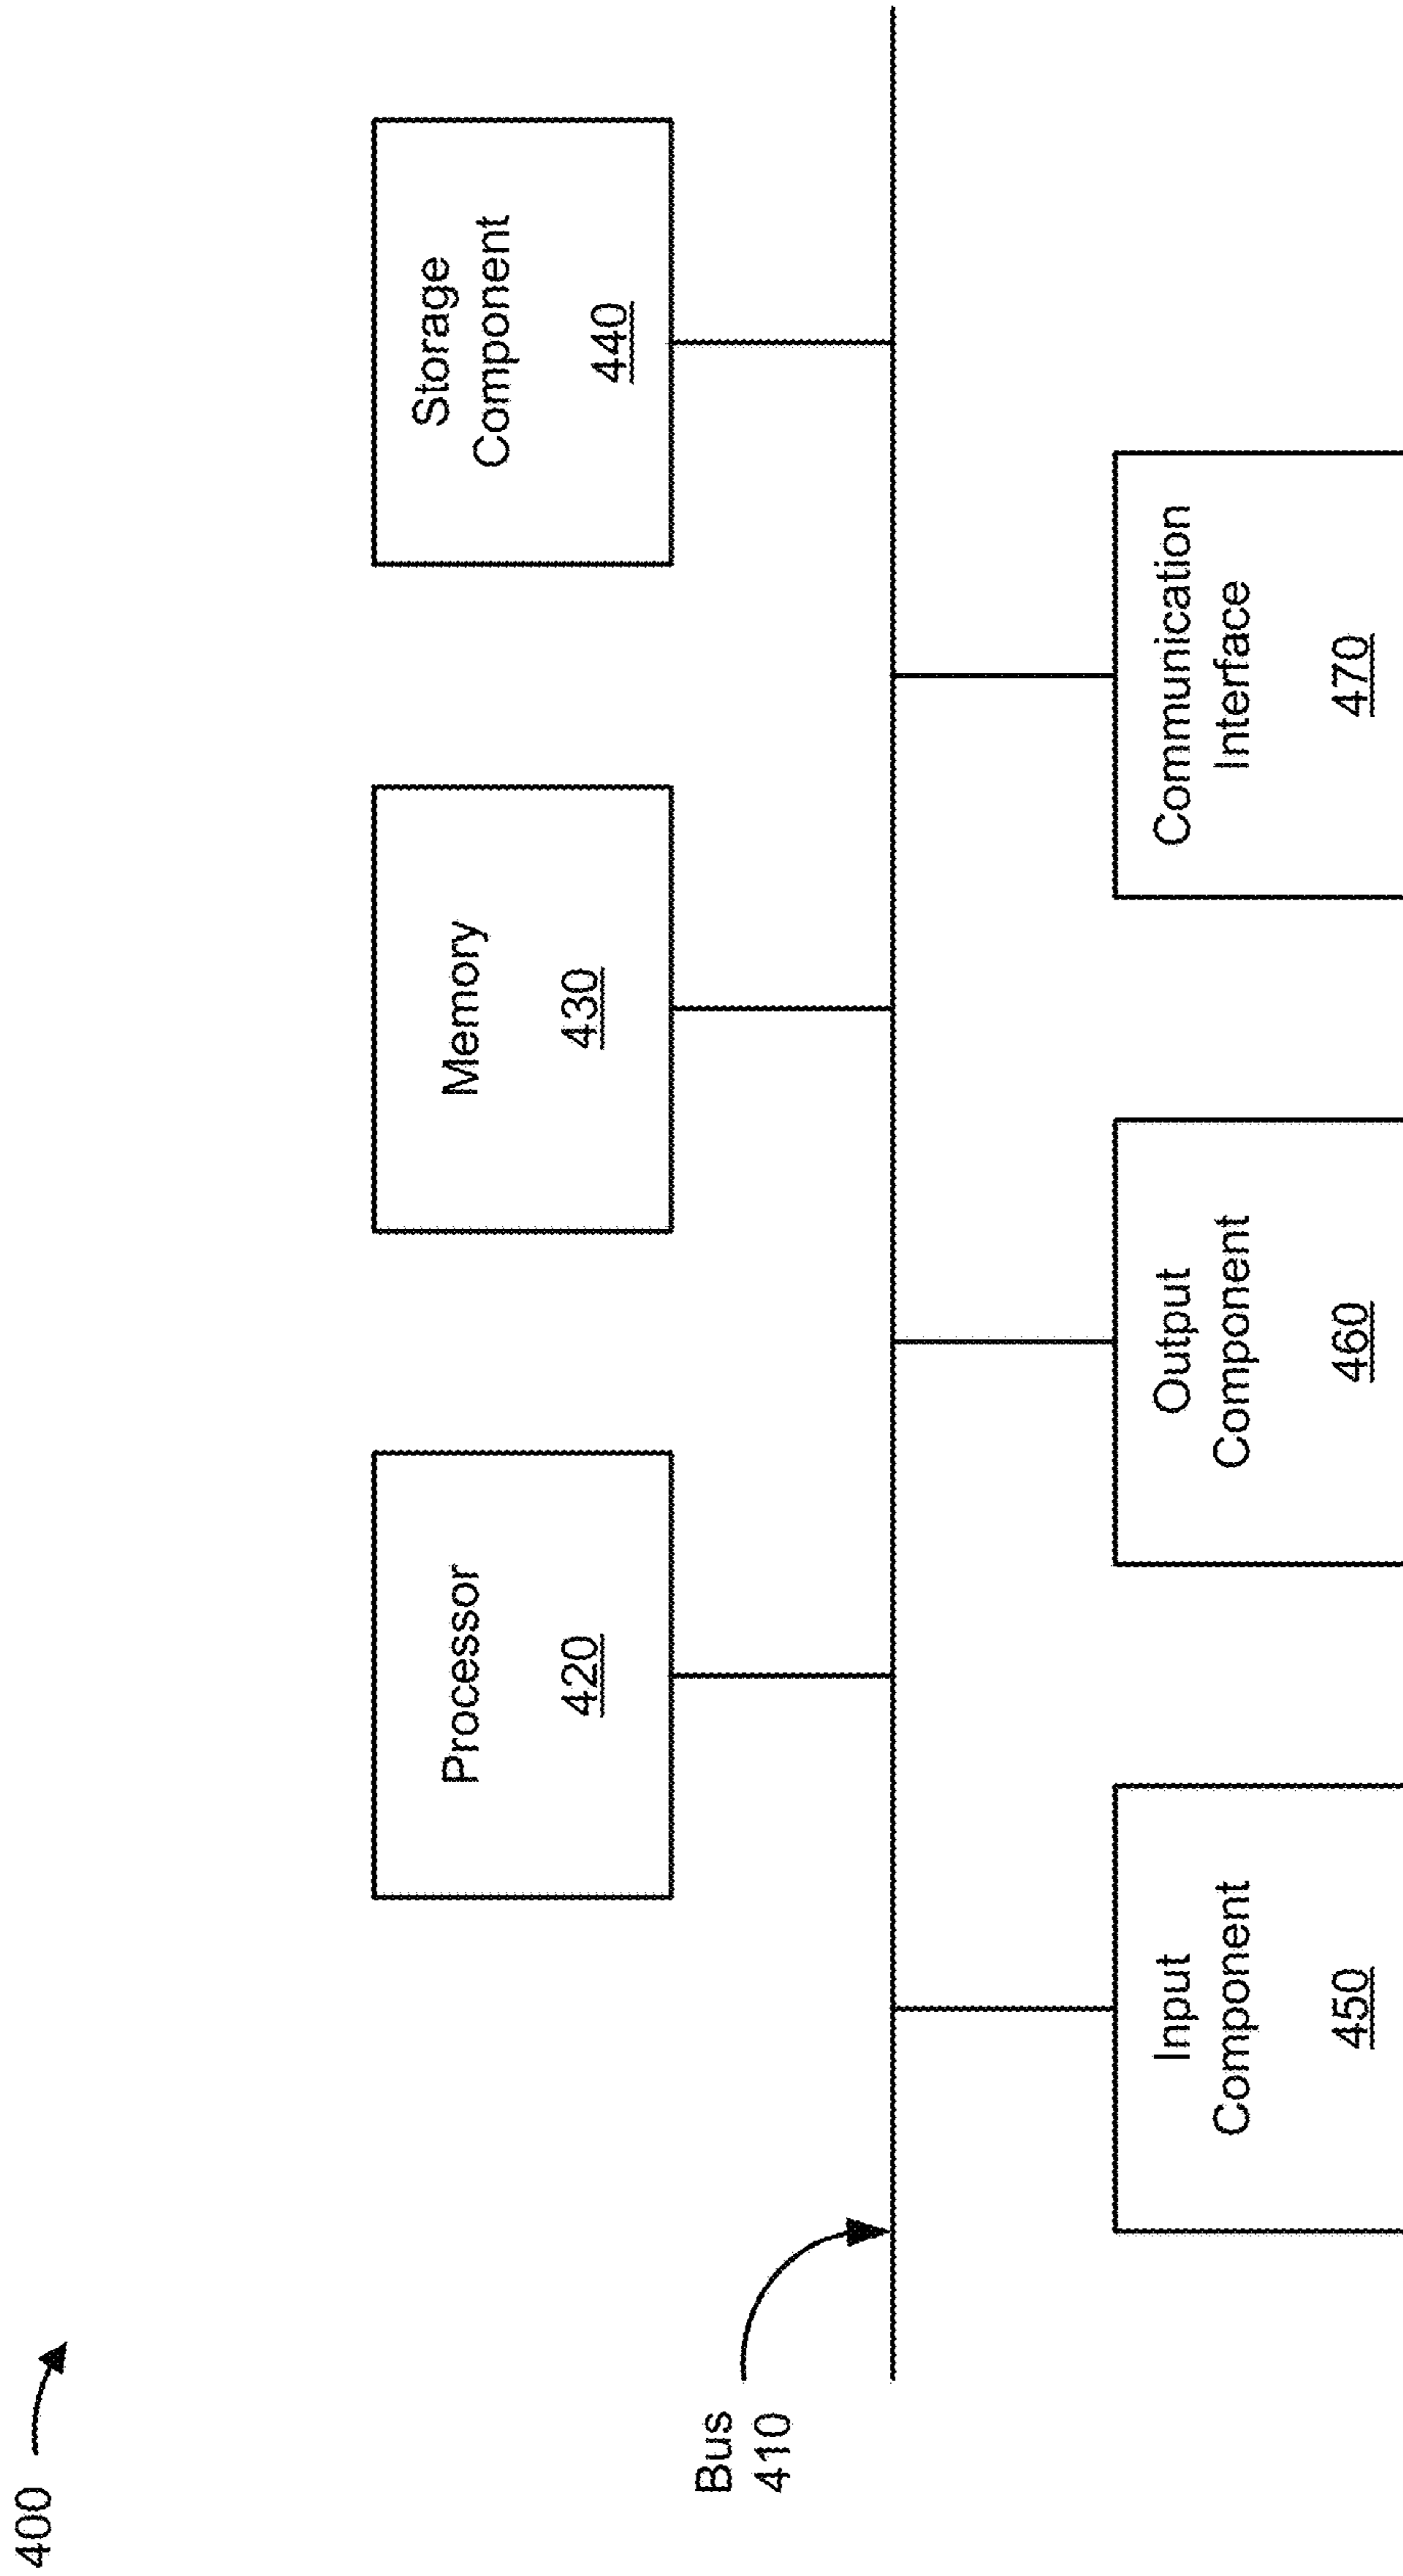 400
Bus
410
Processor
420
Memory
430
Storage
Component
440
Input
Component
450
Output
Component
460
Communication
Interface
470